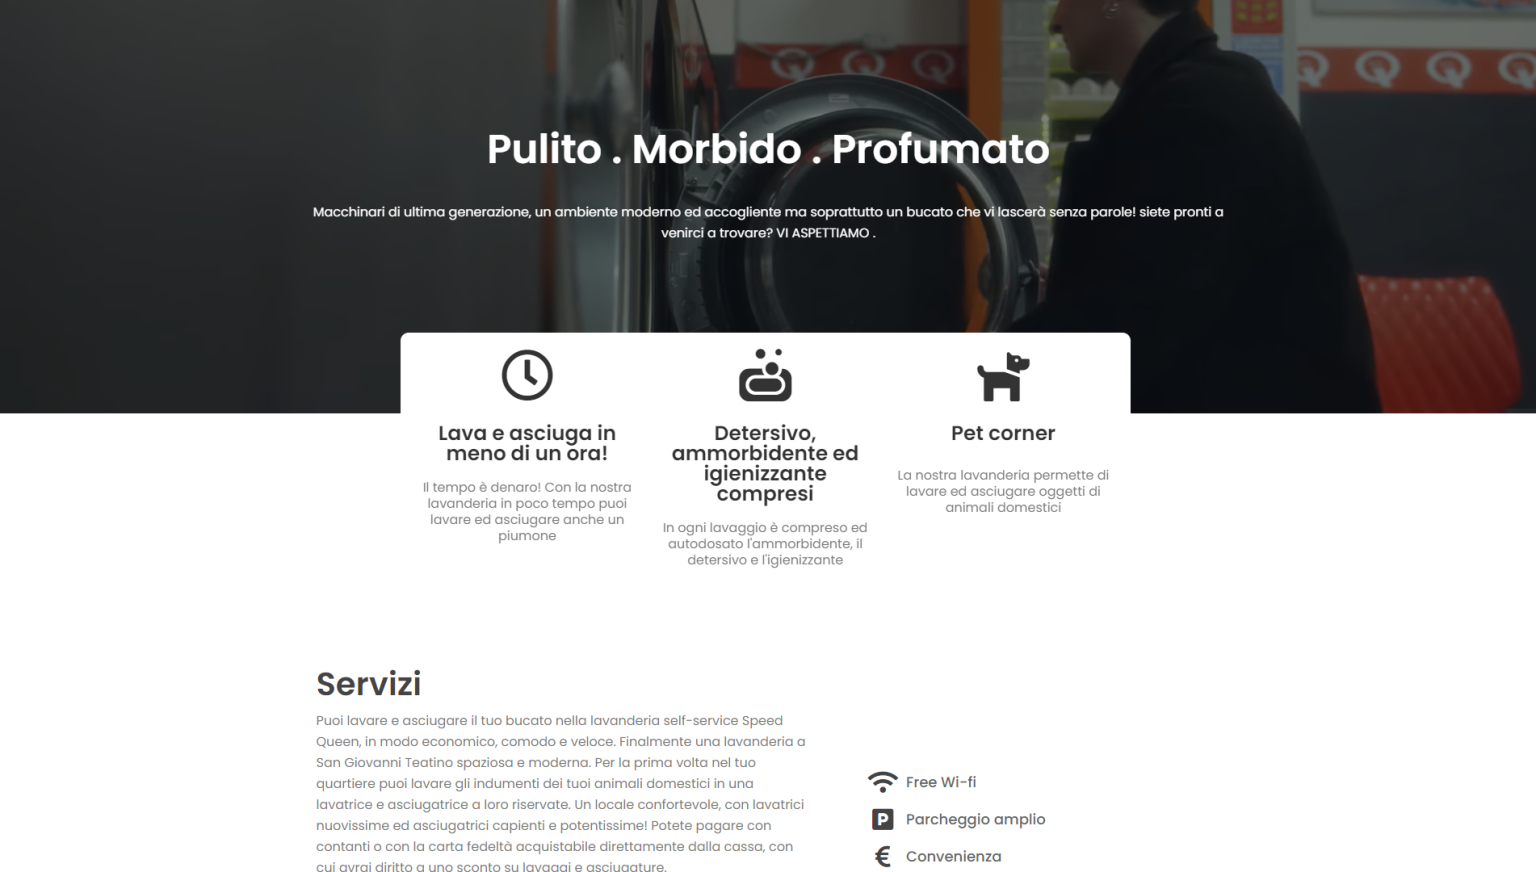 Pulito . Morbido . Profumato
Macchinari di ultima generazione, un ambiente moderno ed accogliente ma soprattutto un bucato che vi lascerà senza parole! siete pronti a
venirci a trovare? VI ASPETTIAMO .
Lava e asciuga in
meno di un ora!
Il tempo è denaro! Con la nostra
lavanderia in poco tempo puoi
lavare ed asciugare anche un
piumone
Detersivo,
ammorbidente ed
igienizzante
compresi
In ogni lavaggio è compreso ed
autodosato l'ammorbidente, il
detersivo e l'igienizzante
Pet corner
La nostra lavanderia permette di
lavare ed asciugare oggetti di
animali domestici
Servizi
Puoi lavare e asciugare il tuo bucato nella lavanderia self-service Speed
Queen, in modo economico, comodo e veloce. Finalmente una lavanderia a
San Giovanni Teatino spaziosa e moderna. Per la prima volta nel tuo
quartiere puoi lavare gli indumenti dei tuoi animali domestici in una
lavatrice e asciugatrice a loro riservate. Un locale confortevole, con lavatrici
nuovissime ed asciugatrici capienti e potentissime! Potete pagare con
contanti o con la carta fedeltà acquistabile direttamente dalla cassa, con
cui avrai diritto a uno sconto su lavaggi e asciugature.
Free Wi-fi
P Parcheggio amplio
€ Convenienza